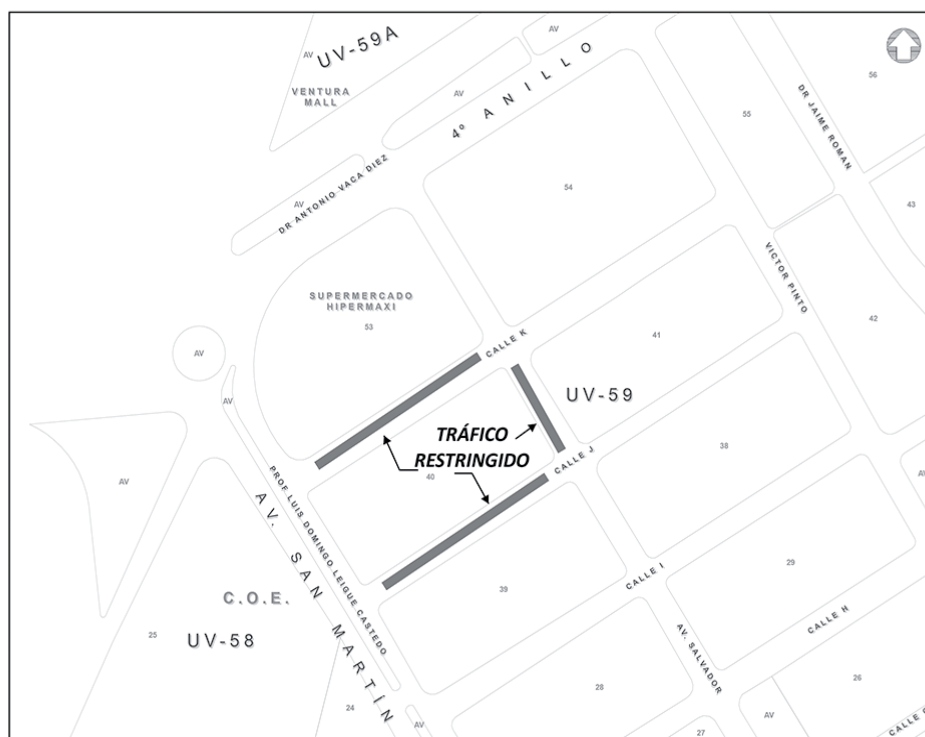 AV
UV-59A
AV
VENTURA
MALL
AV
4º ANILLO
56
DR JAIME ROMAN
55
DR ANTONIO VACA DIEZ
AV
54
43
SUPERMERCADO
HIPERMAXI
53
VICTOR PINTO
42
41
CALLE K
AV
UV-59
AV
TRÁFICO
RESTRINGIDO
40
CALLE J
38
AV
PROF. LUIS DOMINGO LEIGUE CASTEDO
AV. SAN MARTÍN
39
CALLE I
29
C.O.E.
25
UV-58
CALLE H
AV. SALVADOR
28
26
24
AV
27
AV